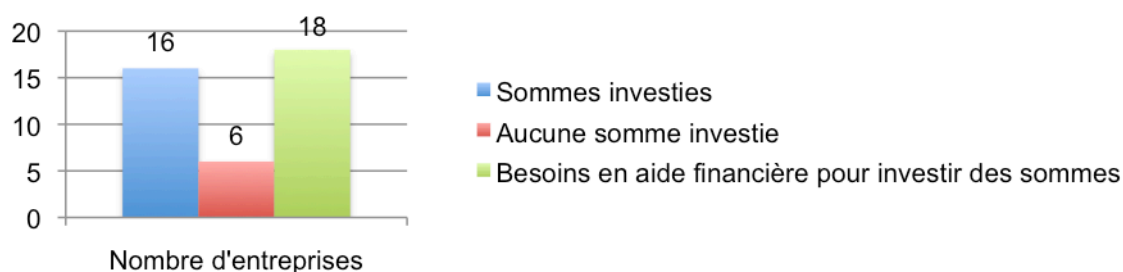 20
15
10
5
0
16
6
18
Nombre d'entreprises
Sommes investies
Aucune somme investie
Besoins en aide financière pour investir des sommes